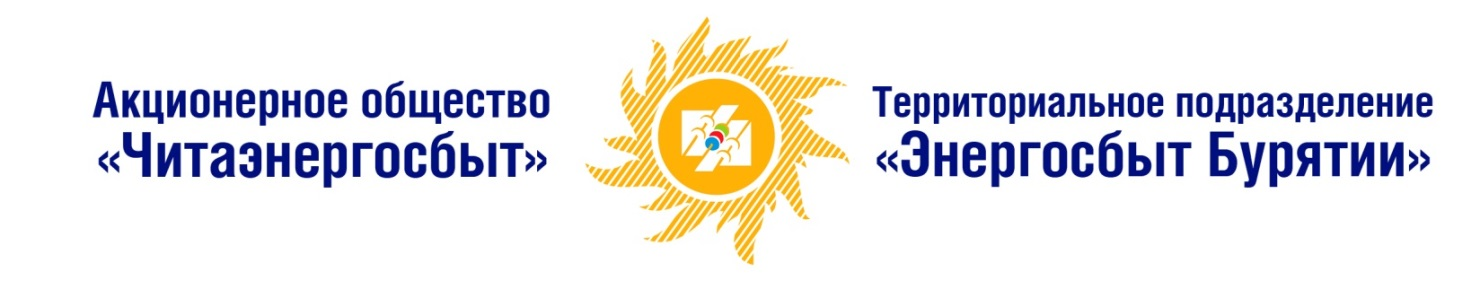 Акционерное общество
«Читаэнергосбыт»
Территориальное подразделение
«Энергосбыт Бурятии»